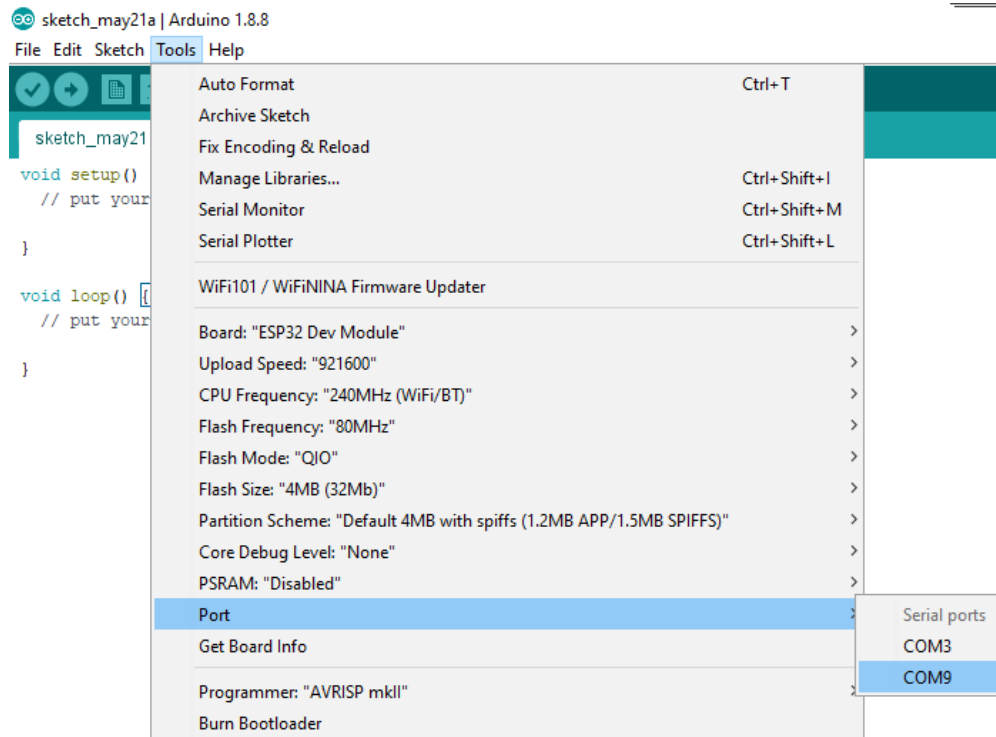 sketch_may21a | Arduino 1.8.8
File Edit Sketch Tools Help
sketch_may21
void setup()
// put your
}
void loop() {
// put your
}
Auto Format Ctrl+T
Archive Sketch
Fix Encoding & Reload
Manage Libraries... Ctrl+Shift+I
Serial Monitor Ctrl+Shift+M
Serial Plotter Ctrl+Shift+L
WiFi101 / WiFiNINA Firmware Updater
Board: "ESP32 Dev Module"
Upload Speed: "921600"
CPU Frequency: "240MHz (WiFi/BT)"
Flash Frequency: "80MHz"
Flash Mode: "QIO"
Flash Size: "4MB (32Mb)"
Partition Scheme: "Default 4MB with spiffs (1.2MB APP/1.5MB SPIFFS)"
Core Debug Level: "None"
PSRAM: "Disabled"
Port
Get Board Info
Programmer: "AVRISP mkII"
Burn Bootloader
Serial ports
COM3
COM9